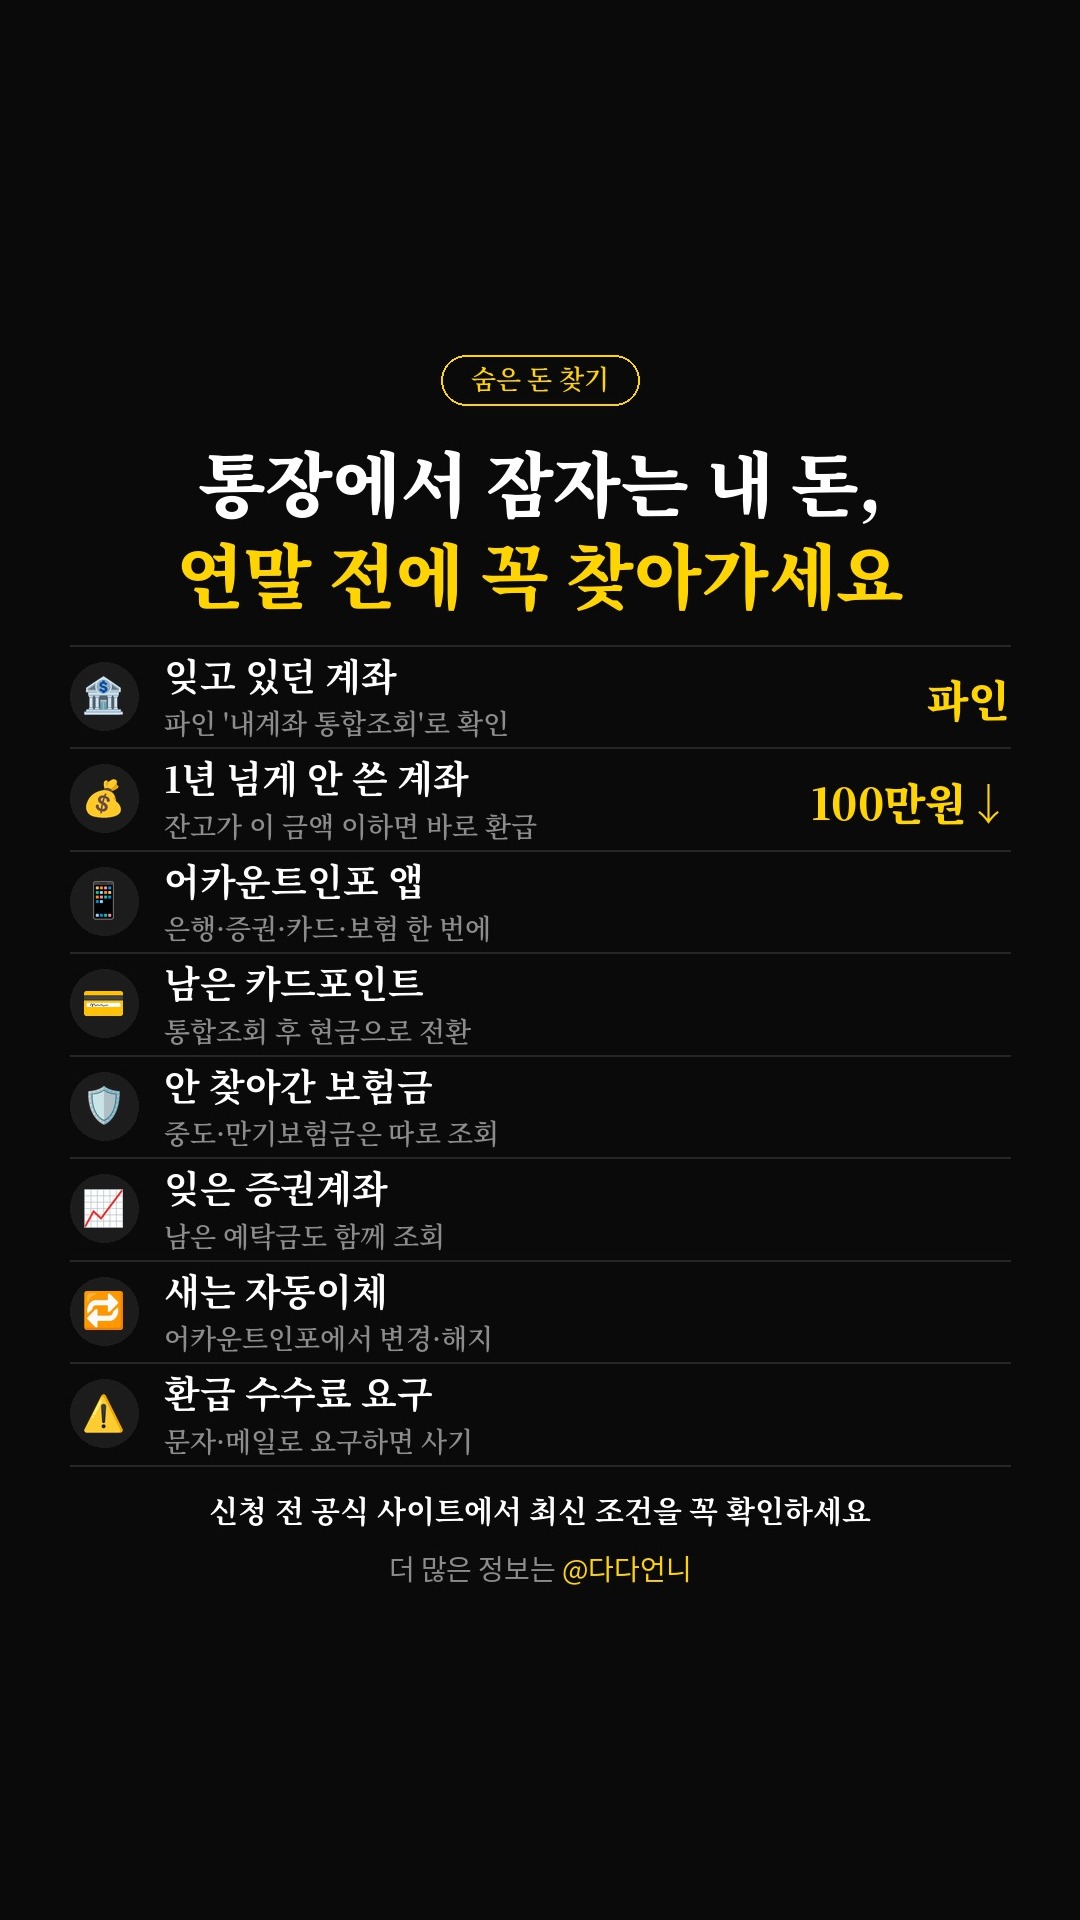 숨은 돈 찾기
통장에서 잠자는 내 돈,
연말 전에 꼭 찾아가세요
잊고 있던 계좌
파인 '내계좌 통합조회'로 확인
파인
1년 넘게 안 쓴 계좌
잔고가 이 금액 이하면 바로 환급
100만원↓
어카운트인포 앱
은행·증권·카드·보험 한 번에
남은 카드포인트
통합조회 후 현금으로 전환
안 찾아간 보험금
중도·만기보험금은 따로 조회
잊은 증권계좌
남은 예탁금도 함께 조회
새는 자동이체
어카운트인포에서 변경·해지
환급 수수료 요구
문자·메일로 요구하면 사기
신청 전 공식 사이트에서 최신 조건을 꼭 확인하세요
더 많은 정보는 @다다언니